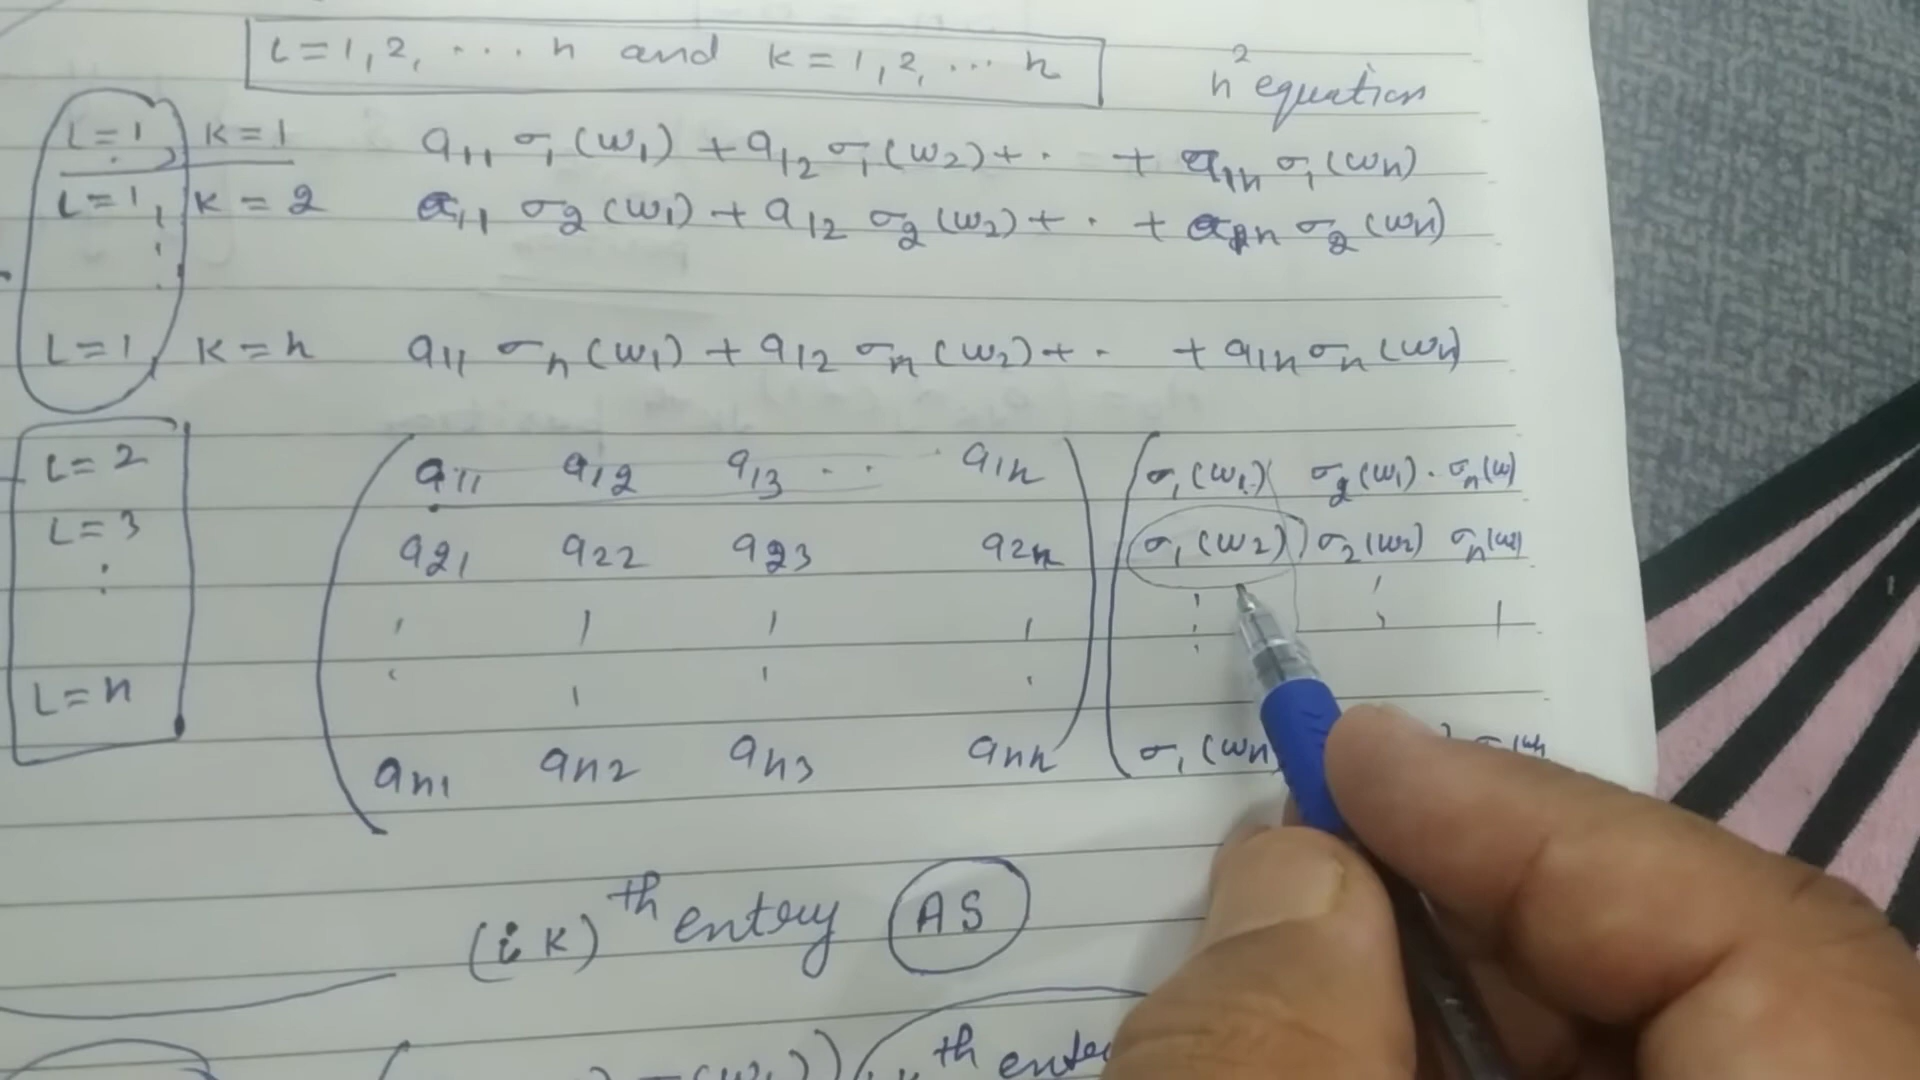 i=1,2, ... n and k=1,2, ... n
n² equation
i=1, k=1 a11 σ1(w1) + a12 σ1(w2) + . + a1n σ1(wn)
i=1, k=2 a11 σ2(w1) + a12 σ2(w2) + . + a1n σ2(wn)
i=1, k=n a11 σn(w1) + a12 σn(w2) + . + a1n σn(wn)
i=2 a11 a12 a13 ... a1n σ1(w1) σ2(w1) . σn(w1)
i=3 a21 a22 a23 a2n σ1(w2) σ2(w2) σn(w2)
i=n an1 an2 an3 ann σ1(wn)
(ik)th entry AS
th